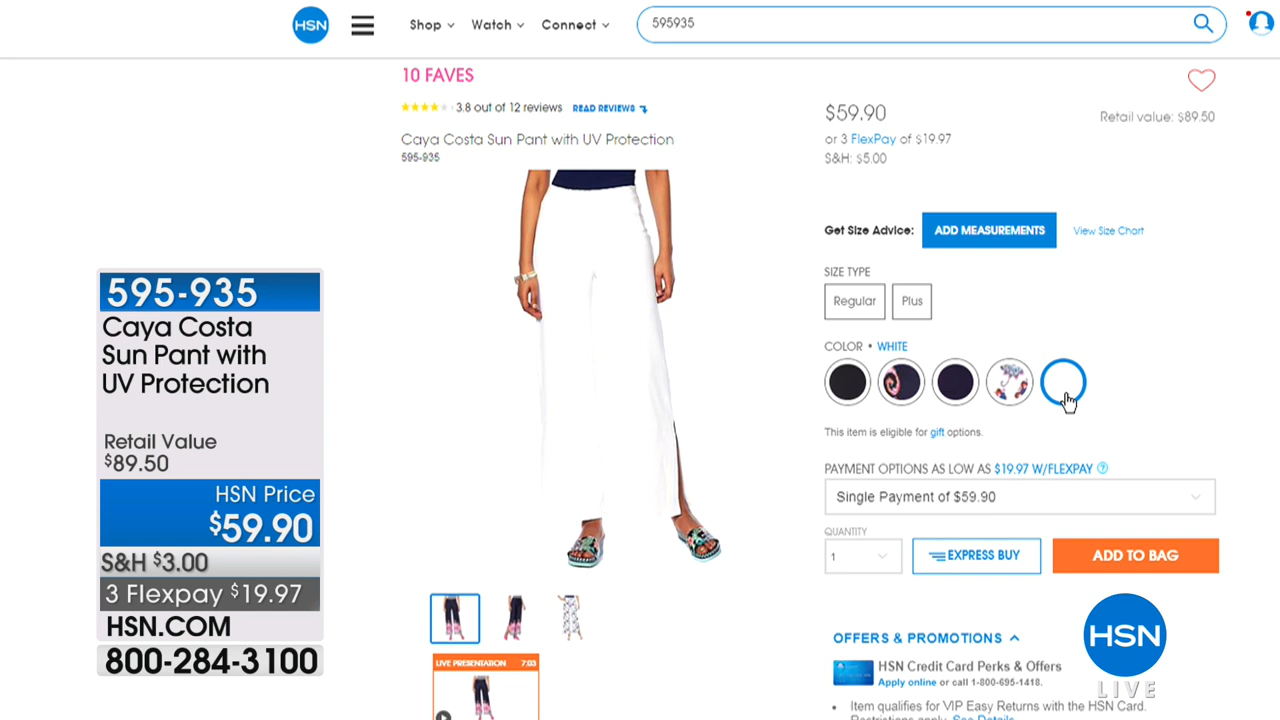 HSN
Shop
Watch
Connect
595935
10 FAVES
3.8 out of 12 reviews READ REVIEWS
Caya Costa Sun Pant with UV Protection
595-935
$59.90
Retail value: $89.50
or 3 FlexPay of $19.97
S&H: $5.00
Get Size Advice: ADD MEASUREMENTS View Size Chart
SIZE TYPE
Regular
Plus
COLOR • WHITE
This item is eligible for gift options.
PAYMENT OPTIONS AS LOW AS $19.97 W/FLEXPAY ?
Single Payment of $59.90
QUANTITY
1
EXPRESS BUY
ADD TO BAG
OFFERS & PROMOTIONS
HSN Credit Card Perks & Offers
Apply online or call 1-800-695-1418.
• Item qualifies for VIP Easy Returns with the HSN Card.
Restrictions apply. See Details
LIVE PRESENTATION 7:03
595-935
Caya Costa
Sun Pant with
UV Protection
Retail Value
$89.50
HSN Price
$59.90
S&H $3.00
3 Flexpay $19.97
HSN.COM
800-284-3100
HSN
LIVE